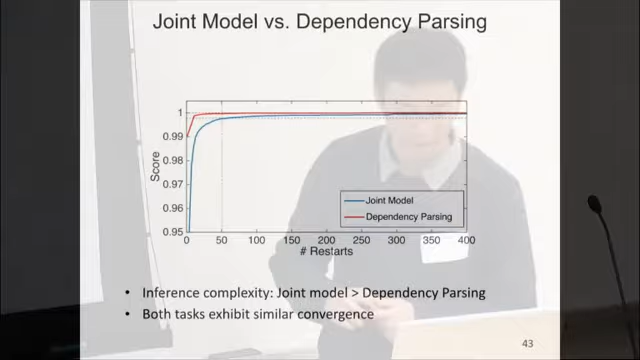 Joint Model vs. Dependency Parsing
1
0.99
0.98
0.97
0.96
0.95
Score
Joint Model
Dependency Parsing
0 50 100 150 200 250 300 350 400
# Restarts
• Inference complexity: Joint model > Dependency Parsing
• Both tasks exhibit similar convergence
43